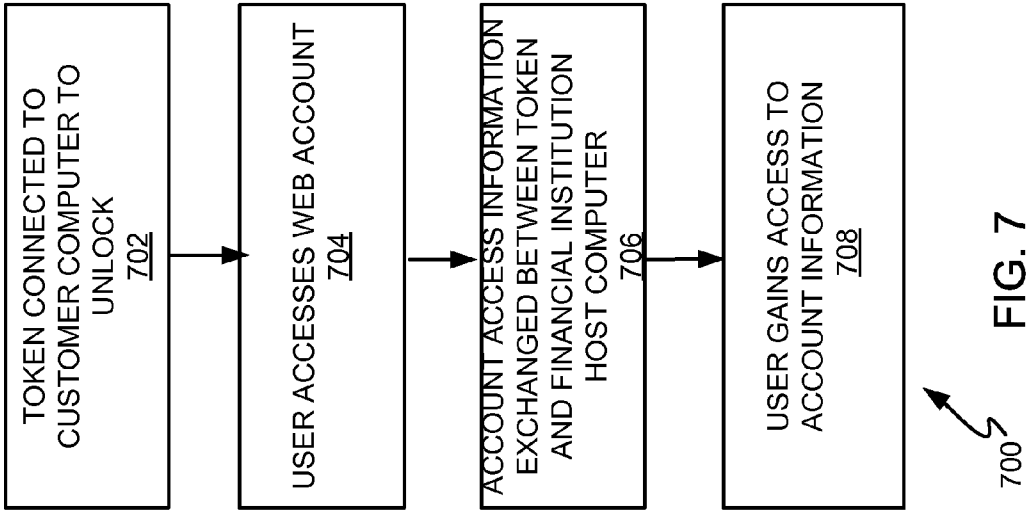 TOKEN CONNECTED TO
CUSTOMER COMPUTER TO
UNLOCK
702
USER ACCESSES WEB ACCOUNT
704
ACCOUNT ACCESS INFORMATION
EXCHANGED BETWEEN TOKEN
AND FINANCIAL INSTITUTION
HOST COMPUTER
706
USER GAINS ACCESS TO
ACCOUNT INFORMATION
708
700
FIG. 7